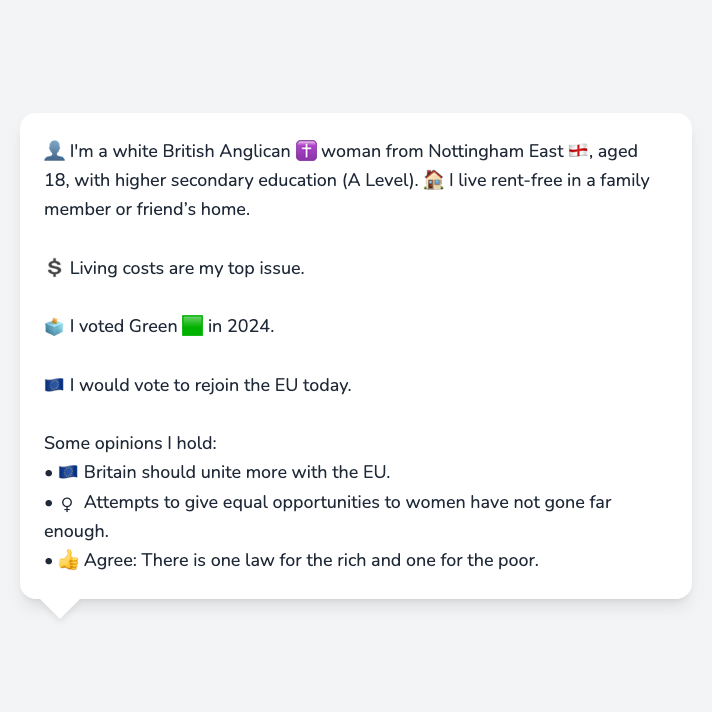 👤 I'm a white British Anglican ✝️ woman from Nottingham East 🏴󠁧󠁢󠁥󠁮󠁧󠁿, aged
18, with higher secondary education (A Level). 🏠 I live rent-free in a family
member or friend’s home.
💲 Living costs are my top issue.
🗳️ I voted Green 🟩 in 2024.
🇪🇺 I would vote to rejoin the EU today.
Some opinions I hold:
• 🇪🇺 Britain should unite more with the EU.
• ♀️ Attempts to give equal opportunities to women have not gone far
enough.
• 👍 Agree: There is one law for the rich and one for the poor.